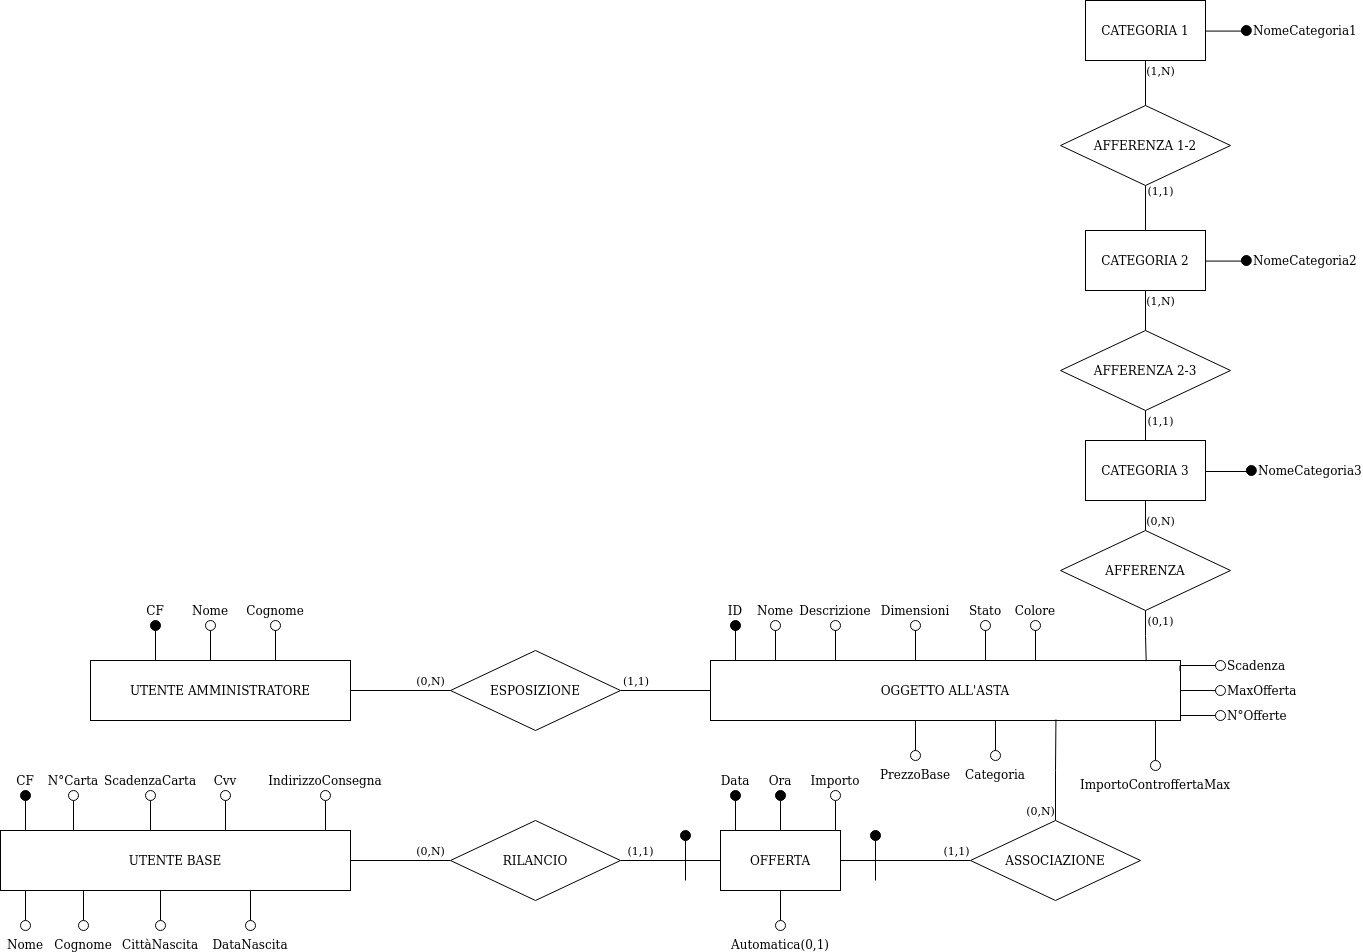 CATEGORIA 1
NomeCategoria1
(1,N)
AFFERENZA 1-2
(1,1)
CATEGORIA 2
NomeCategoria2
(1,N)
AFFERENZA 2-3
(1,1)
CATEGORIA 3
NomeCategoria3
(0,N)
AFFERENZA
(0,1)
CF Nome Cognome
ID Nome Descrizione Dimensioni Stato Colore
UTENTE AMMINISTRATORE
(0,N)
ESPOSIZIONE
(1,1)
OGGETTO ALL'ASTA
Scadenza
MaxOfferta
N°Offerte
PrezzoBase Categoria
ImportoControffertaMax
CF N°Carta ScadenzaCarta Cvv IndirizzoConsegna
Data Ora Importo
(0,N)
UTENTE BASE
(0,N)
RILANCIO
(1,1)
OFFERTA
(1,1)
ASSOCIAZIONE
Nome Cognome CittàNascita DataNascita
Automatica(0,1)